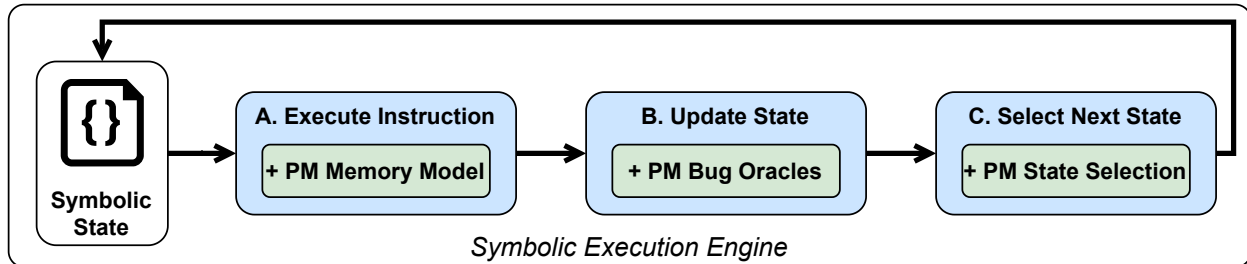 { }
Symbolic
State
A. Execute Instruction
+ PM Memory Model
B. Update State
+ PM Bug Oracles
C. Select Next State
+ PM State Selection
Symbolic Execution Engine